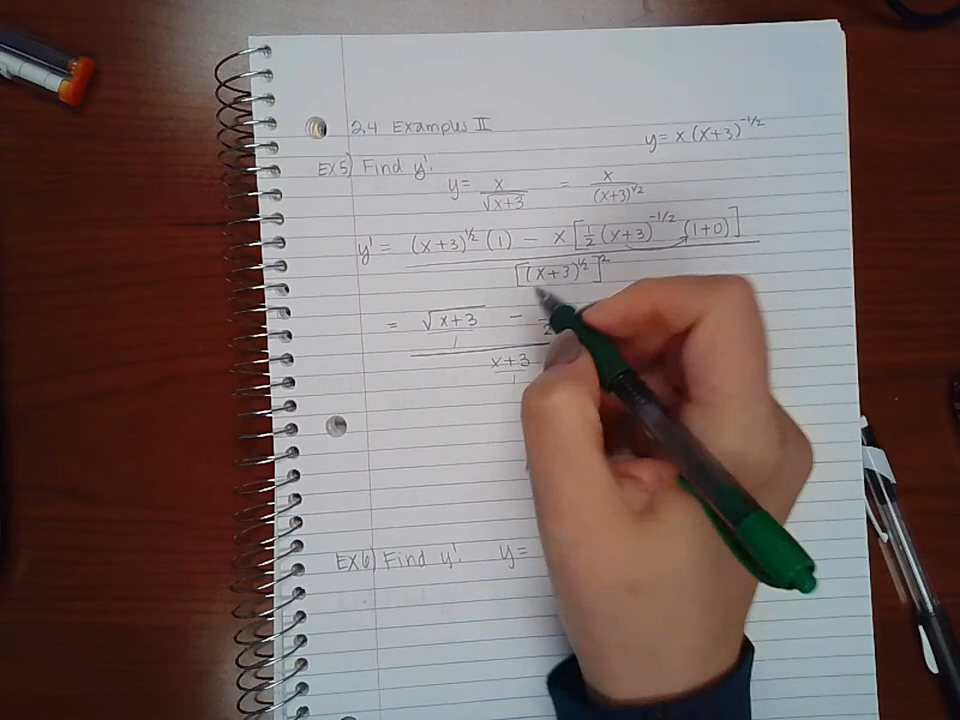 2.4 Examples II
y = x (x+3)^{-1/2}
EX5) Find y'.
y = x/√(x+3) = x/(x+3)^{1/2}
y' = ((x+3)^{1/2} (1) - x [1/2 (x+3)^{-1/2} (1+0)]) / [(x+3)^{1/2}]^2
= √(x+3)/1 - 2
x+3/1
EX6) Find y'. y =